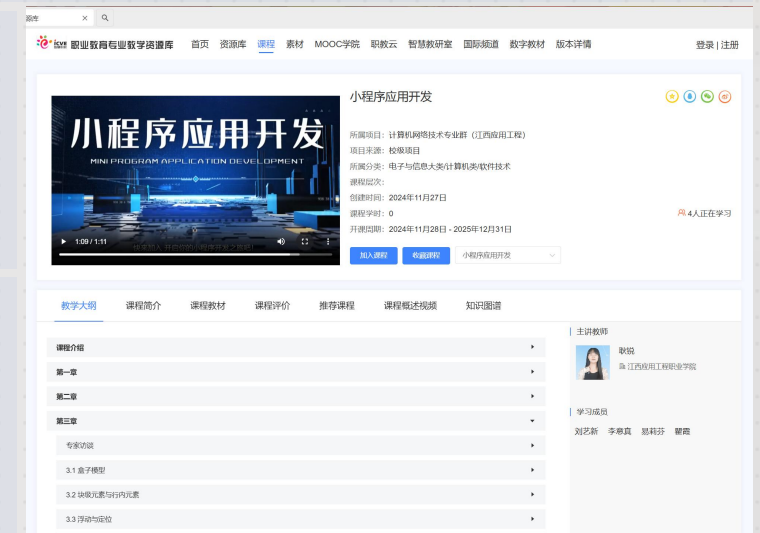 源库
icve 职业教育专业教学资源库 首页 资源库 课程 素材 MOOC学院 职教云 智慧教研室 国际频道 数字教材 版本详情 登录 | 注册
小程序应用开发
小程序应用开发
MINI PROGRAM APPLICATION DEVELOPMENT
1:09 / 1:11
所属项目：计算机网络技术专业群（江西应用工程）
项目来源：校级项目
所属分类：电子与信息大类/计算机类/软件技术
课程层次：
创建时间：2024年11月27日
课程学时：0
4人正在学习
开课周期：2024年11月28日 - 2025年12月31日
加入课程 收藏课程 小程序应用开发
教学大纲 课程简介 课程教材 课程评价 推荐课程 课程概述视频 知识图谱
课程介绍
第一章
第二章
第三章
专家访谈
3.1 盒子模型
3.2 块级元素与行内元素
3.3 浮动与定位
主讲教师
耿锐
江西应用工程职业学院
学习成员
刘艺新 李意真 易莉芬 瞿霞